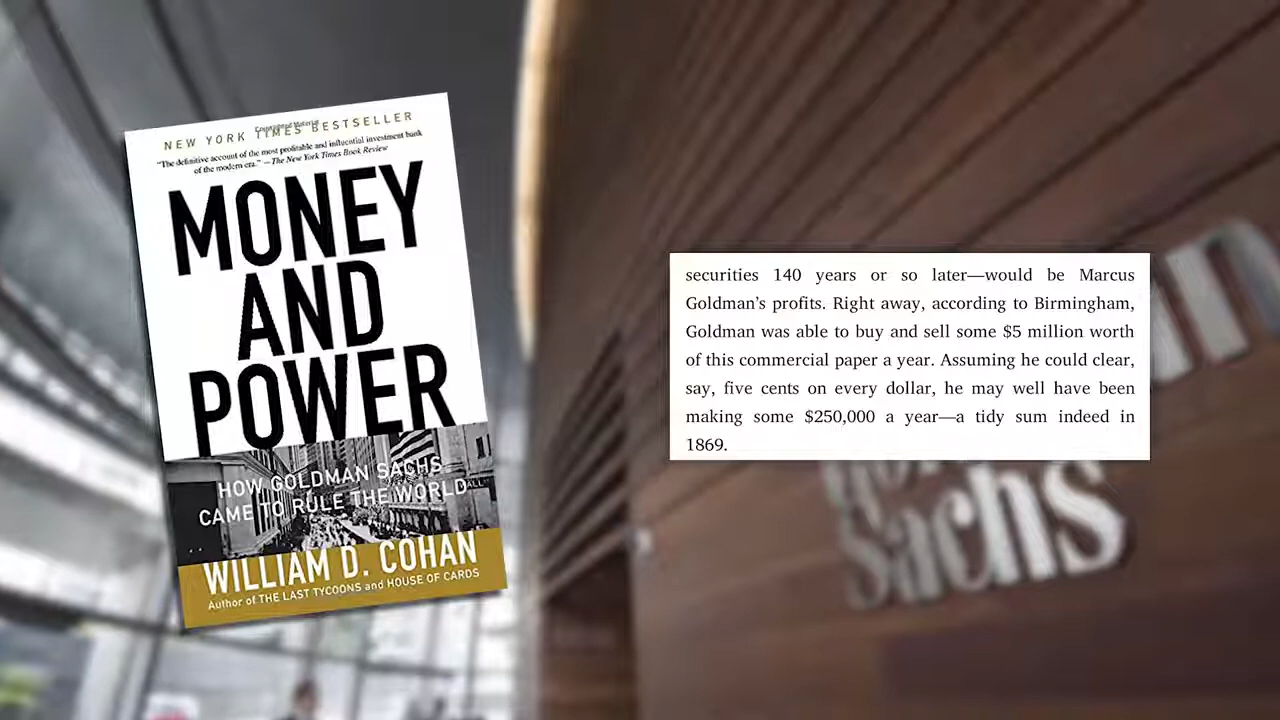 NEW YORK TIMES BESTSELLER
"The definitive account of the most profitable and influential investment bank
of the modern era." —The New York Times Book Review
MONEY
AND
POWER
HOW GOLDMAN SACHS
CAME TO RULE THE WORLD
WILLIAM D. COHAN
Author of THE LAST TYCOONS and HOUSE OF CARDS
securities 140 years or so later—would be Marcus
Goldman's profits. Right away, according to Birmingham,
Goldman was able to buy and sell some $5 million worth
of this commercial paper a year. Assuming he could clear,
say, five cents on every dollar, he may well have been
making some $250,000 a year—a tidy sum indeed in
1869.
Sachs